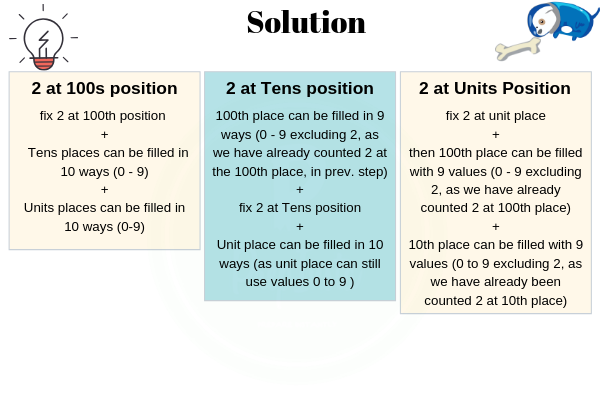 Solution
2 at 100s position
fix 2 at 100th position
+
Tens places can be filled in
10 ways (0 - 9)
+
Units places can be filled in
10 ways (0-9)
2 at Tens position
100th place can be filled in 9
ways (0 - 9 excluding 2, as
we have already counted 2 at
the 100th place, in prev. step)
+
fix 2 at Tens position
+
Unit place can be filled in 10
ways (as unit place can still
use values 0 to 9 )
2 at Units Position
fix 2 at unit place
+
then 100th place can be filled
with 9 values (0 - 9 excluding
2, as we have already
counted 2 at 100th place)
+
10th place can be filled with 9
values (0 to 9 excluding 2, as
we have already been
counted 2 at 10th place)